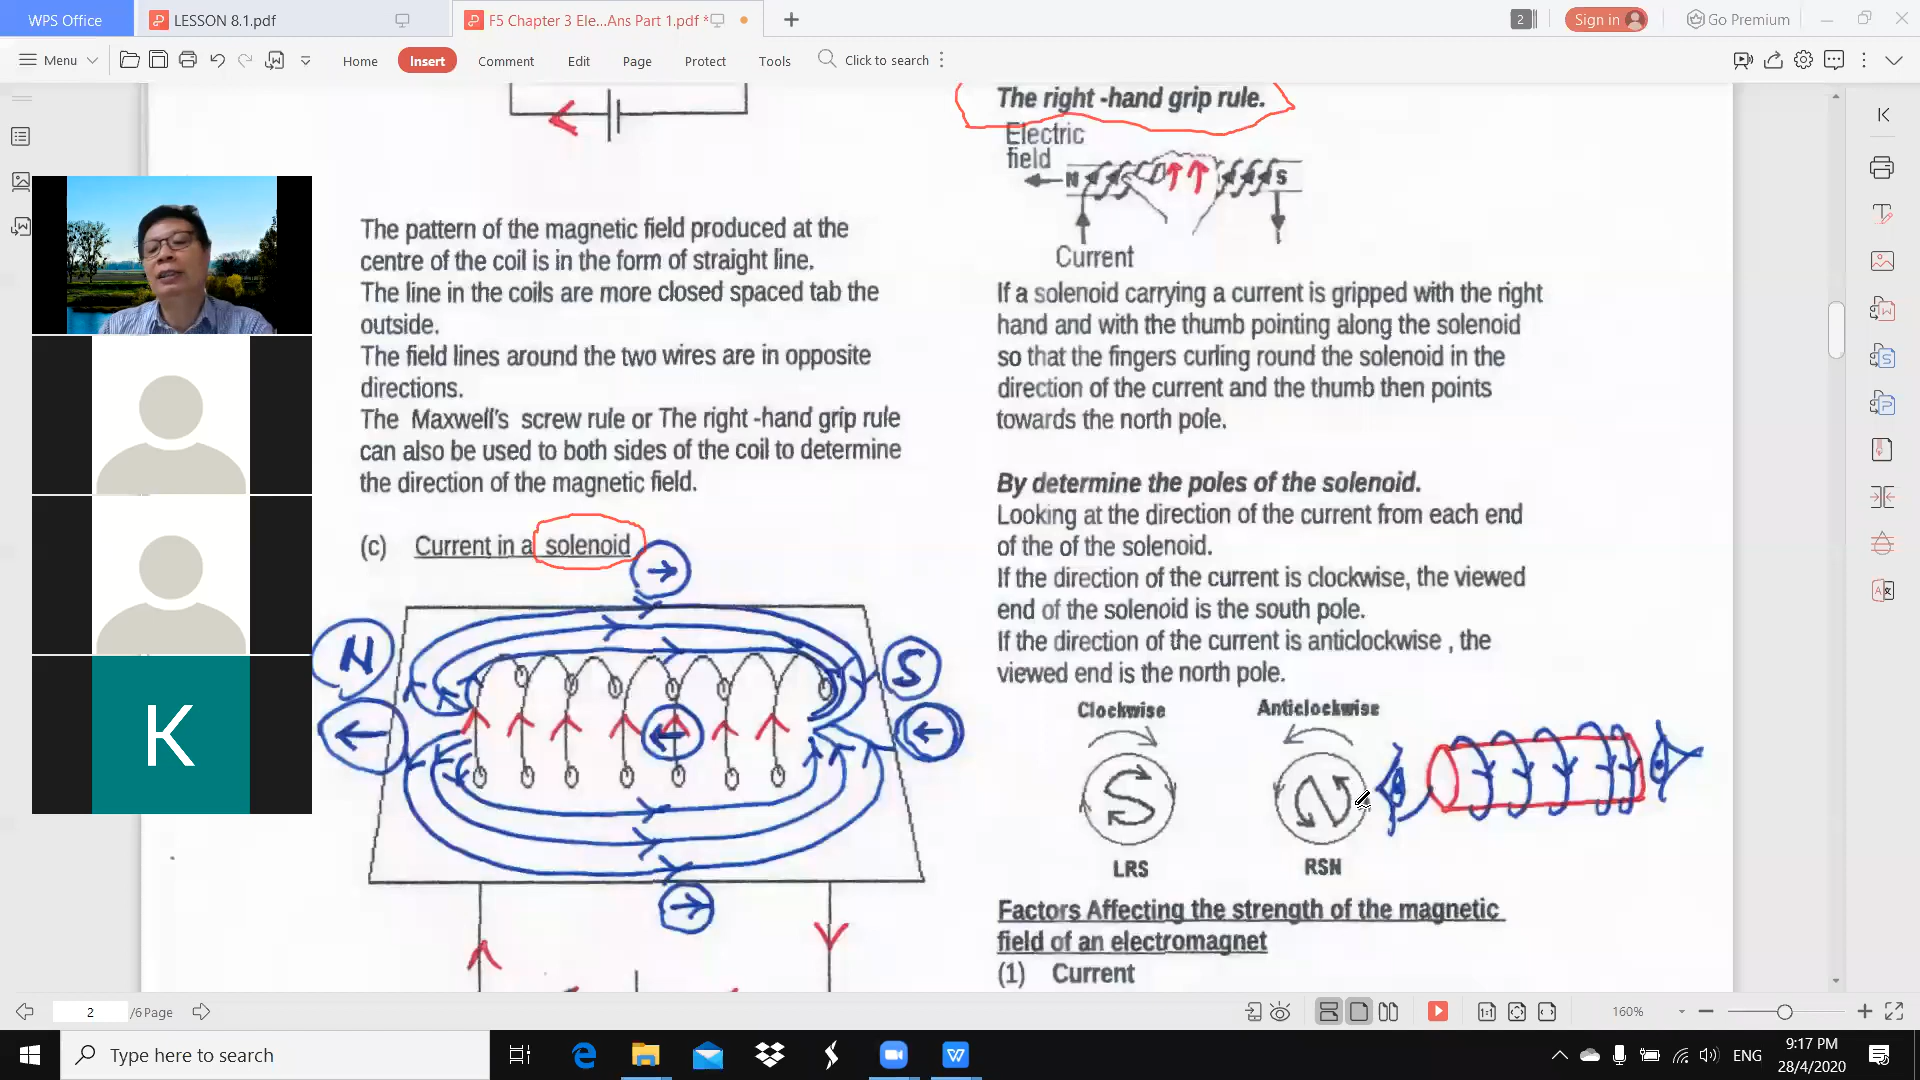 WPS Office
LESSON 8.1.pdf
F5 Chapter 3 Ele...Ans Part 1.pdf *
2
Sign in
Go Premium
Menu
Home
Insert
Comment
Edit
Page
Protect
Tools
Click to search
The pattern of the magnetic field produced at the
centre of the coil is in the form of straight line.
The line in the coils are more closed spaced tab the
outside.
The field lines around the two wires are in opposite
directions.
The Maxwell's screw rule or The right -hand grip rule
can also be used to both sides of the coil to determine
the direction of the magnetic field.
(c) Current in a solenoid
N
S
The right -hand grip rule.
Electric
field
N
S
Current
If a solenoid carrying a current is gripped with the right
hand and with the thumb pointing along the solenoid
so that the fingers curling round the solenoid in the
direction of the current and the thumb then points
towards the north pole.
By determine the poles of the solenoid.
Looking at the direction of the current from each end
of the of the solenoid.
If the direction of the current is clockwise, the viewed
end of the solenoid is the south pole.
If the direction of the current is anticlockwise , the
viewed end is the north pole.
Clockwise
Anticlockwise
S
N
LRS
RSN
Factors Affecting the strength of the magnetic
field of an electromagnet
(1) Current
K
2
/6 Page
160%
Type here to search
ENG
9:17 PM
28/4/2020